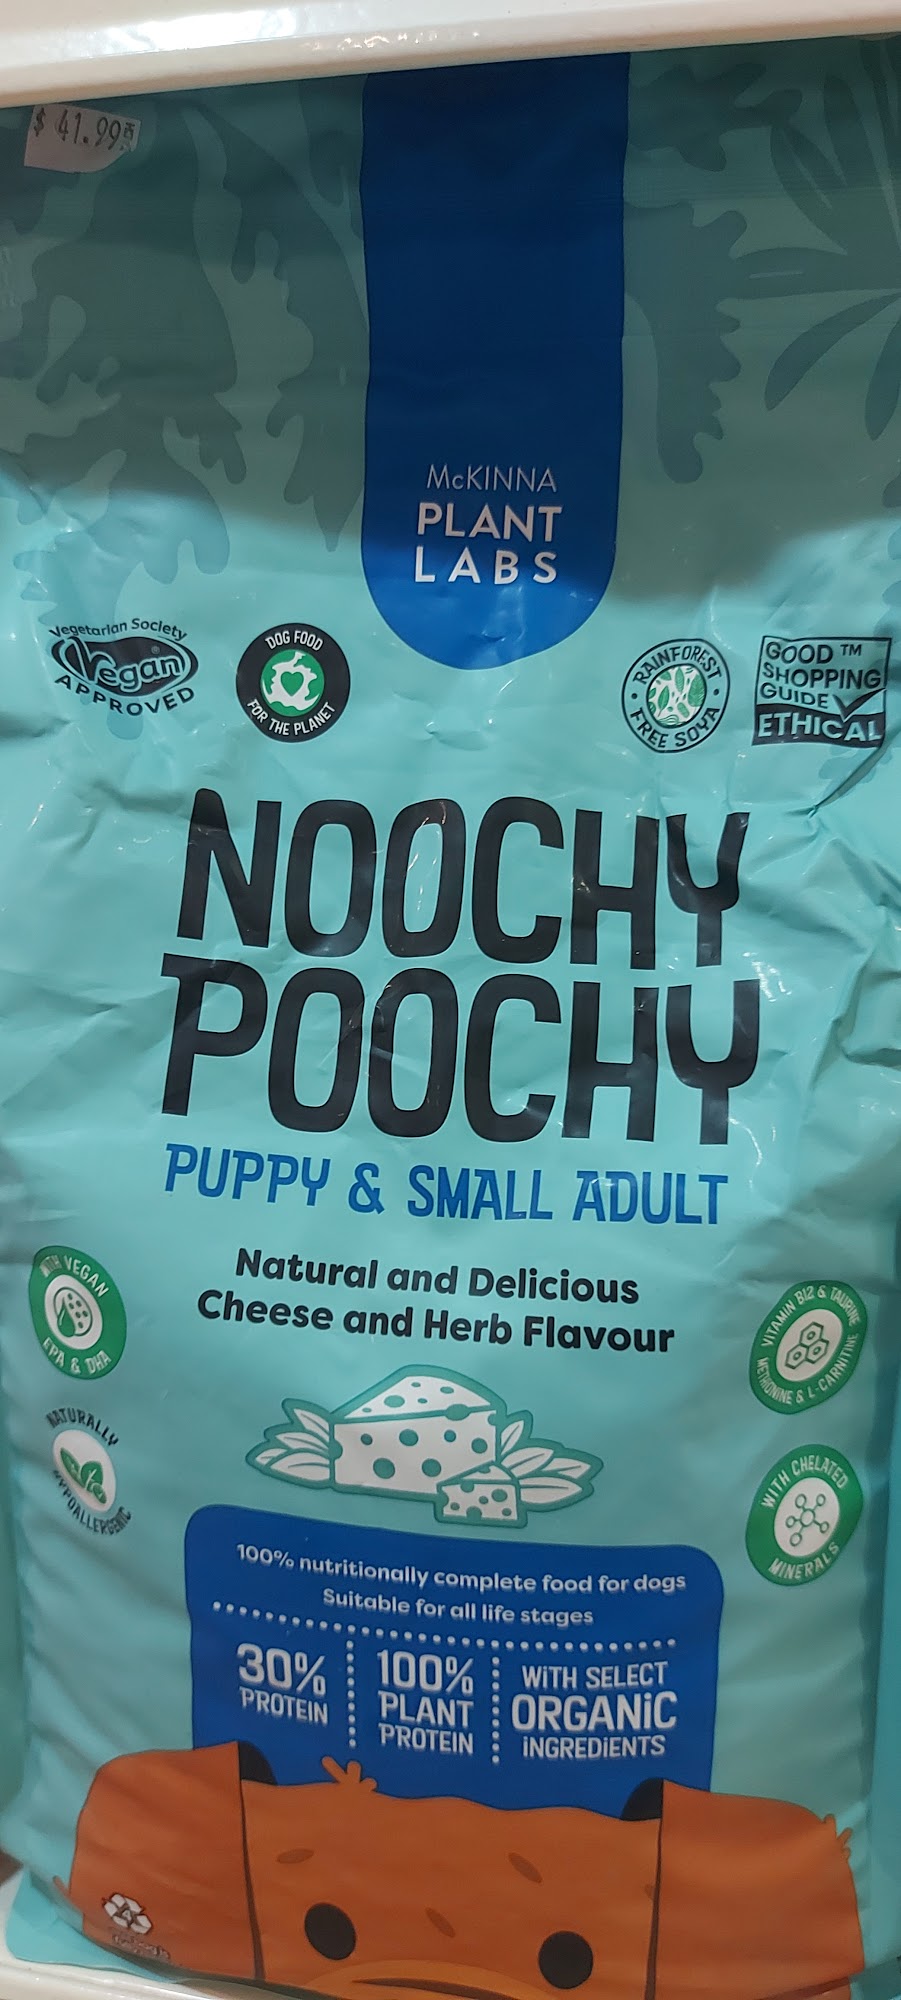 $ 41.99
McKINNA
PLANT
LABS
Vegetarian Society
Vegan
APPROVED
DOG FOOD
FOR THE PLANET
RAINFOREST
FREE SOYA
GOOD ™
SHOPPING
GUIDE
ETHICAL
NOOCHY
POOCHY
PUPPY & SMALL ADULT
Natural and Delicious
Cheese and Herb Flavour
WITH VEGAN
EPA & DHA
VITAMIN B12 & TAURINE
METHIONINE & L-CARNITINE
NATURALLY
HYPOALLERGENIC
WITH CHELATED
MINERALS
100% nutritionally complete food for dogs
Suitable for all life stages
30%
PROTEIN
100%
PLANT
PROTEIN
WiTH SELECT
ORGANiC
iNGREDiENTS
4